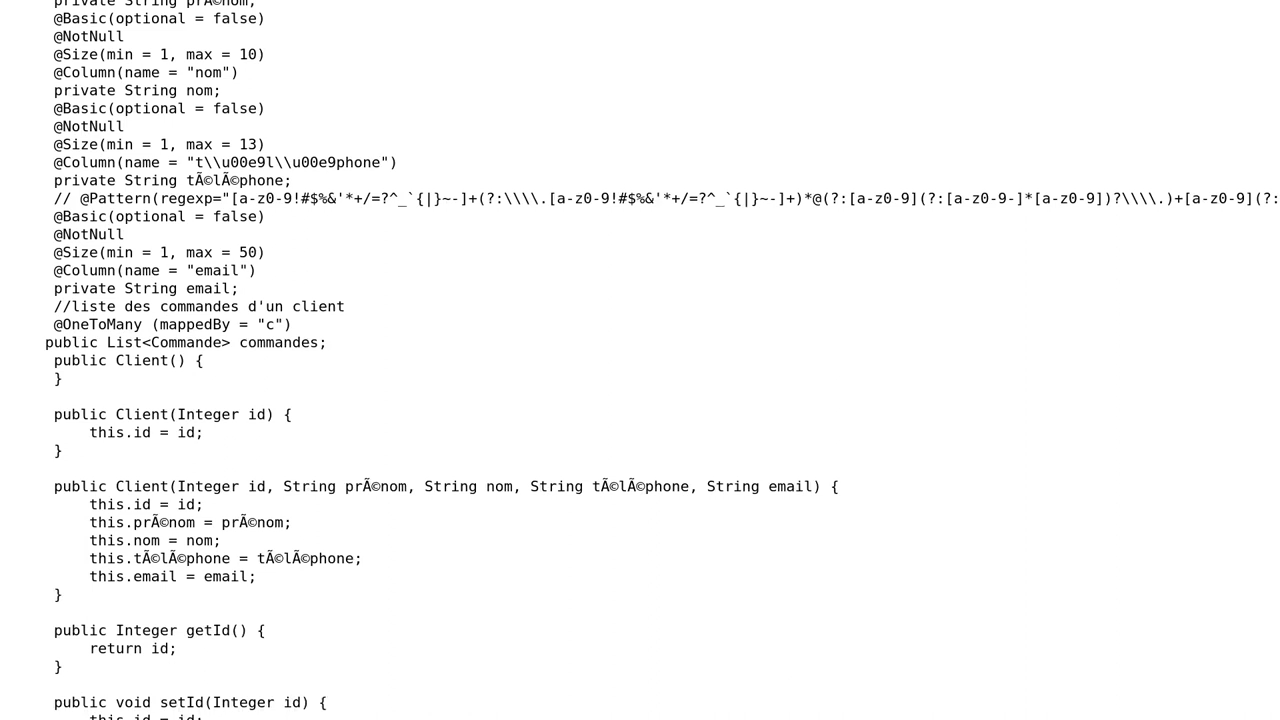 private String prÃ©nom;
@Basic(optional = false)
@NotNull
@Size(min = 1, max = 10)
@Column(name = "nom")
private String nom;
@Basic(optional = false)
@NotNull
@Size(min = 1, max = 13)
@Column(name = "t\\u00e9l\\u00e9phone")
private String tÃ©lÃ©phone;
// @Pattern(regexp="[a-z0-9!#$%&'*+/=?^_`{|}~-]+(?:\\\\.[a-z0-9!#$%&'*+/=?^_`{|}~-]+)*@(?:[a-z0-9](?:[a-z0-9-]*[a-z0-9])?\\\\.)+[a-z0-9](?:
@Basic(optional = false)
@NotNull
@Size(min = 1, max = 50)
@Column(name = "email")
private String email;
//liste des commandes d'un client
@OneToMany (mappedBy = "c")
public List<Commande> commandes;
public Client() {
}
public Client(Integer id) {
this.id = id;
}
public Client(Integer id, String prÃ©nom, String nom, String tÃ©lÃ©phone, String email) {
this.id = id;
this.prÃ©nom = prÃ©nom;
this.nom = nom;
this.tÃ©lÃ©phone = tÃ©lÃ©phone;
this.email = email;
}
public Integer getId() {
return id;
}
public void setId(Integer id) {
this.id = id;